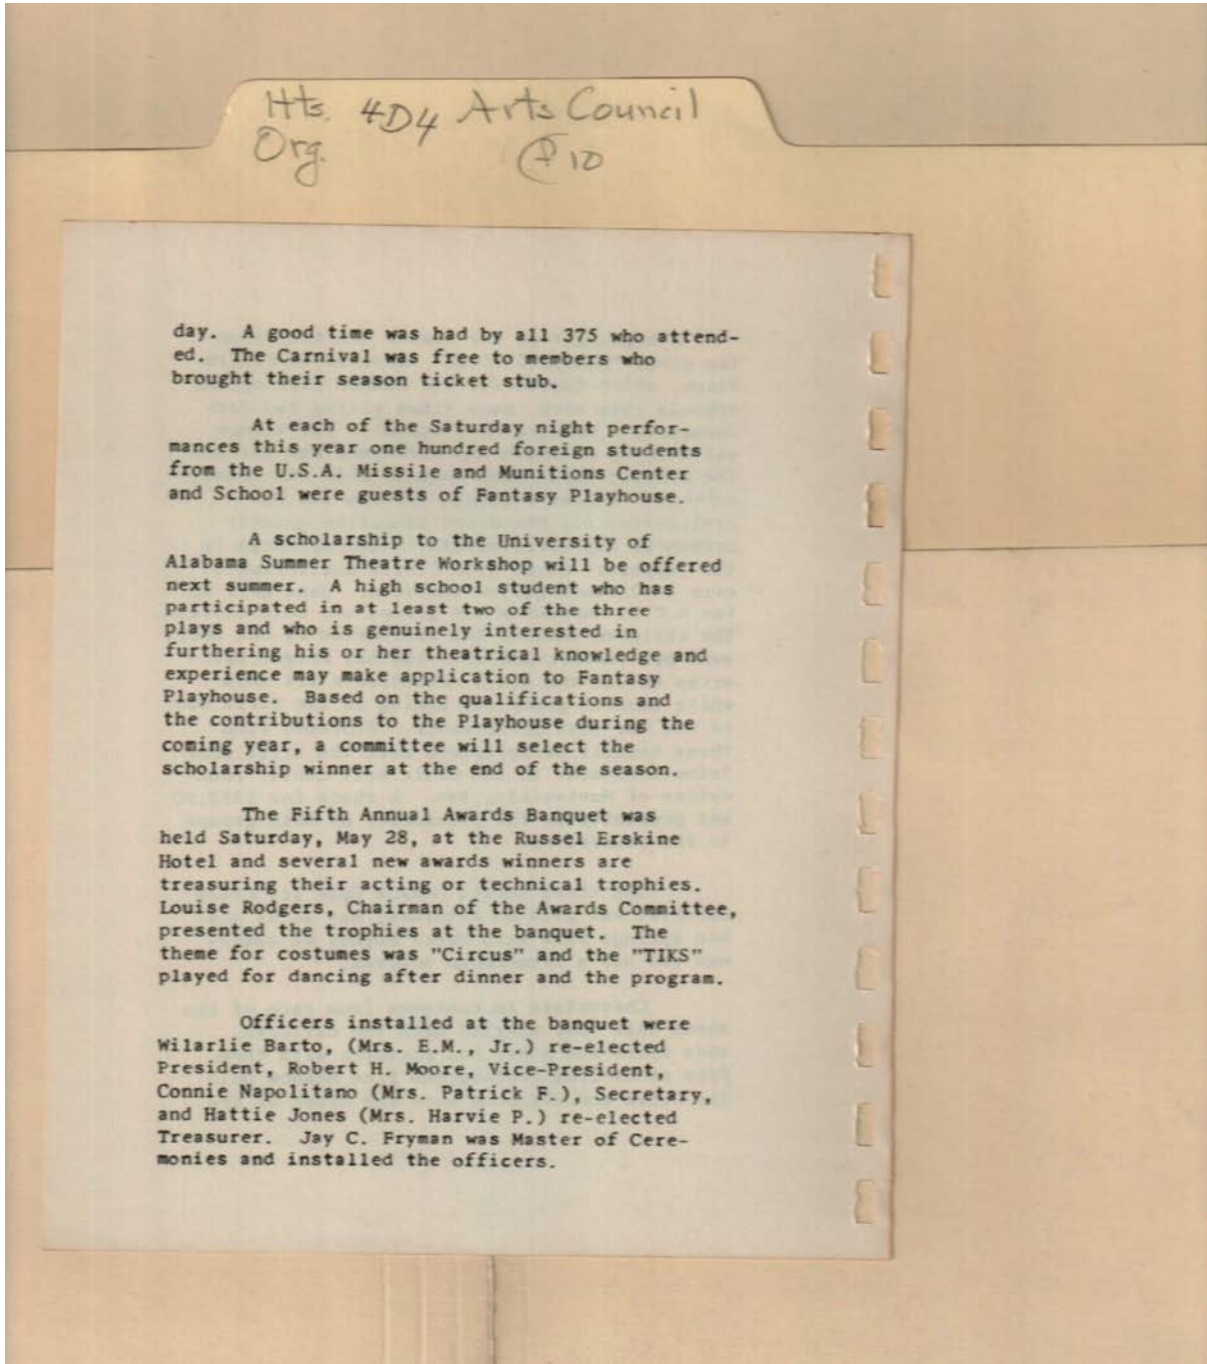 Hts. 4D4 Arts Council
Org. P 10
day. A good time was had by all 375 who attend-
ed. The Carnival was free to members who
brought their season ticket stub.
At each of the Saturday night perfor-
mances this year one hundred foreign students
from the U.S.A. Missile and Munitions Center
and School were guests of Fantasy Playhouse.
A scholarship to the University of
Alabama Summer Theatre Workshop will be offered
next summer. A high school student who has
participated in at least two of the three
plays and who is genuinely interested in
furthering his or her theatrical knowledge and
experience may make application to Fantasy
Playhouse. Based on the qualifications and
the contributions to the Playhouse during the
coming year, a committee will select the
scholarship winner at the end of the season.
The Fifth Annual Awards Banquet was
held Saturday, May 28, at the Russel Erskine
Hotel and several new awards winners are
treasuring their acting or technical trophies.
Louise Rodgers, Chairman of the Awards Committee,
presented the trophies at the banquet. The
theme for costumes was "Circus" and the "TIKS"
played for dancing after dinner and the program.
Officers installed at the banquet were
Wilarlie Barto, (Mrs. E.M., Jr.) re-elected
President, Robert H. Moore, Vice-President,
Connie Napolitano (Mrs. Patrick F.), Secretary,
and Hattie Jones (Mrs. Harvie P.) re-elected
Treasurer. Jay C. Fryman was Master of Cere-
monies and installed the officers.